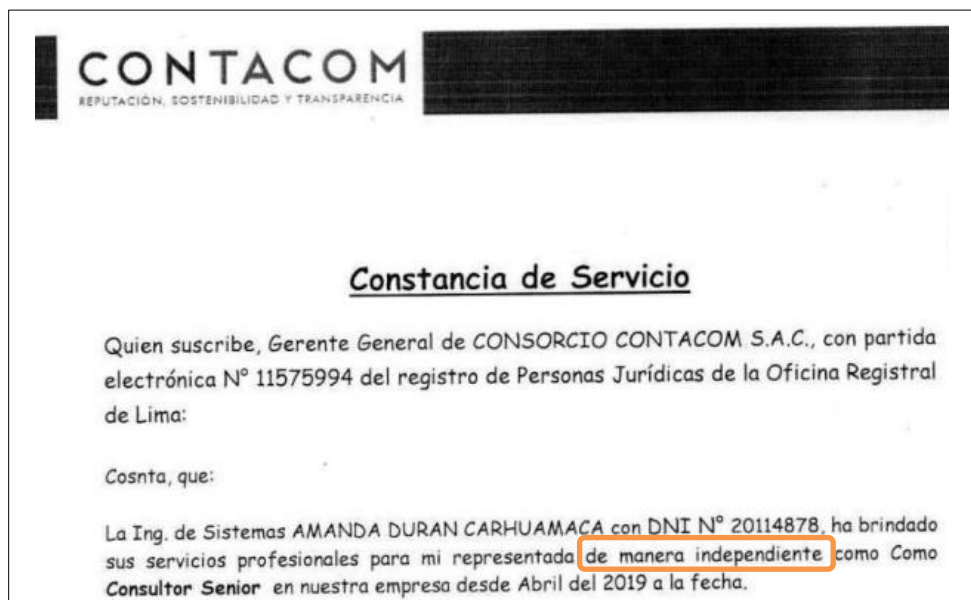 CONTACOM
REPUTACIÓN, SOSTENIBILIDAD Y TRANSPARENCIA
Constancia de Servicio
Quien suscribe, Gerente General de CONSORCIO CONTACOM S.A.C., con partida
electrónica N° 11575994 del registro de Personas Jurídicas de la Oficina Registral
de Lima:
Cosnta, que:
La Ing. de Sistemas AMANDA DURAN CARHUAMACA con DNI N° 20114878, ha brindado
sus servicios profesionales para mi representada de manera independiente como Como
Consultor Senior en nuestra empresa desde Abril del 2019 a la fecha.